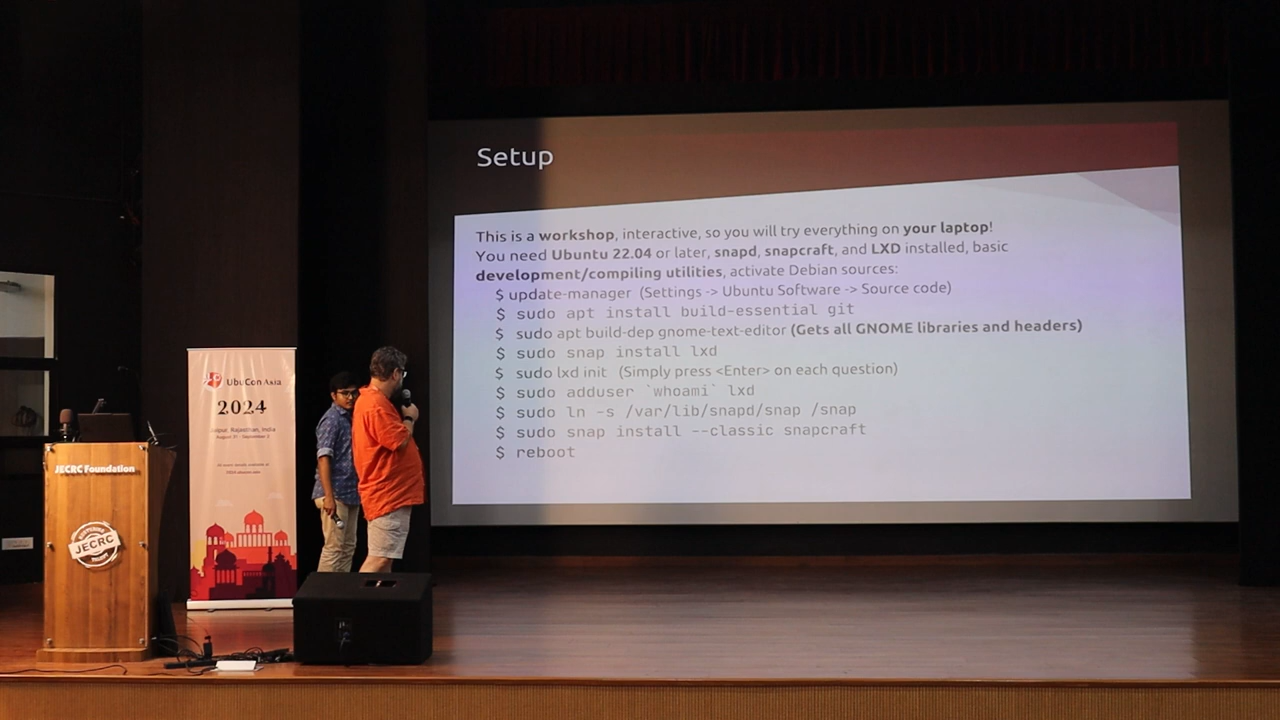 Setup
This is a workshop, interactive, so you will try everything on your laptop!
You need Ubuntu 22.04 or later, snapd, snapcraft, and LXD installed, basic
development/compiling utilities, activate Debian sources:
$ update-manager (Settings -> Ubuntu Software -> Source code)
$ sudo apt install build-essential git
$ sudo apt build-dep gnome-text-editor (Gets all GNOME libraries and headers)
$ sudo snap install lxd
$ sudo lxd init (Simply press <Enter> on each question)
$ sudo adduser `whoami` lxd
$ sudo ln -s /var/lib/snapd/snap /snap
$ sudo snap install --classic snapcraft
$ reboot
UbuCon Asia
2024
Jaipur, Rajasthan, India
JECRC Foundation
JECRC